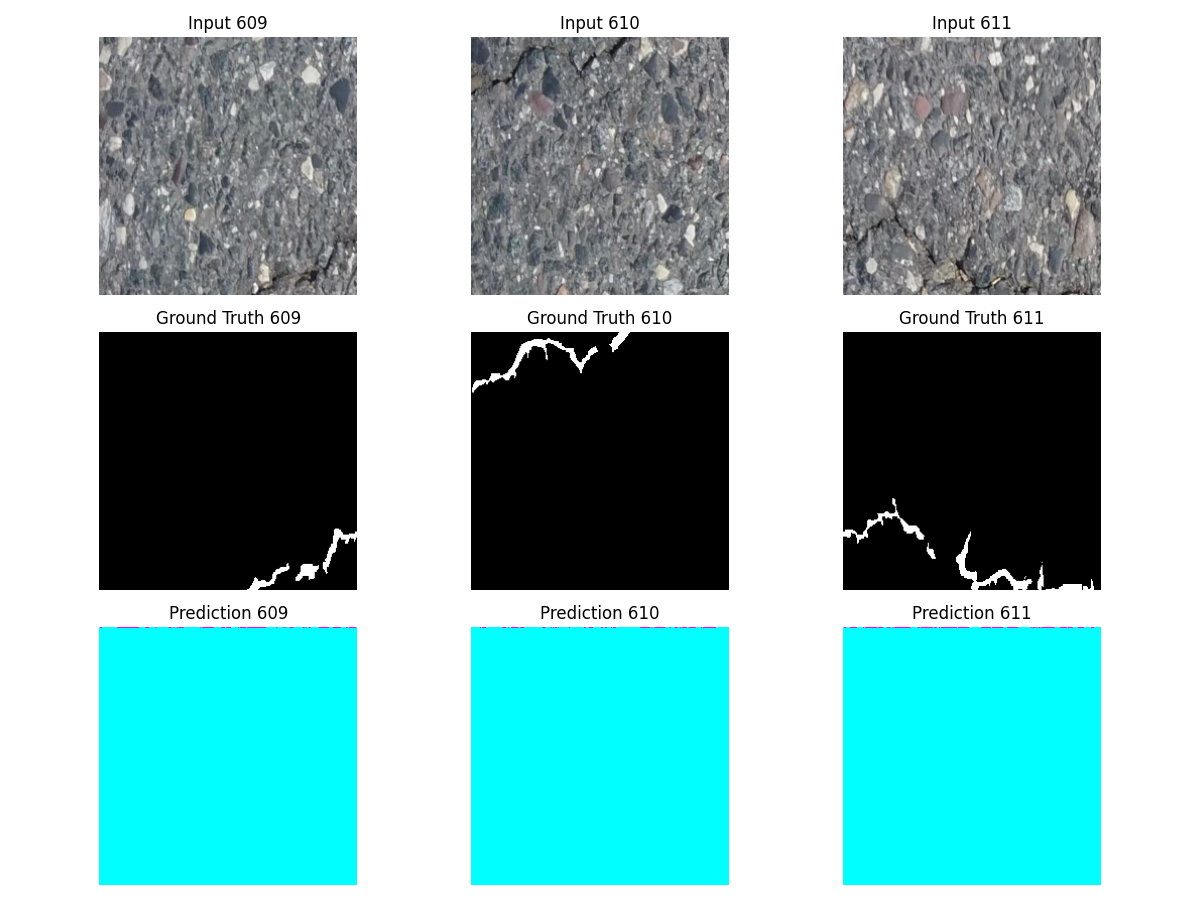 Input 609
Input 610
Input 611
Ground Truth 609
Ground Truth 610
Ground Truth 611
Prediction 609
Prediction 610
Prediction 611